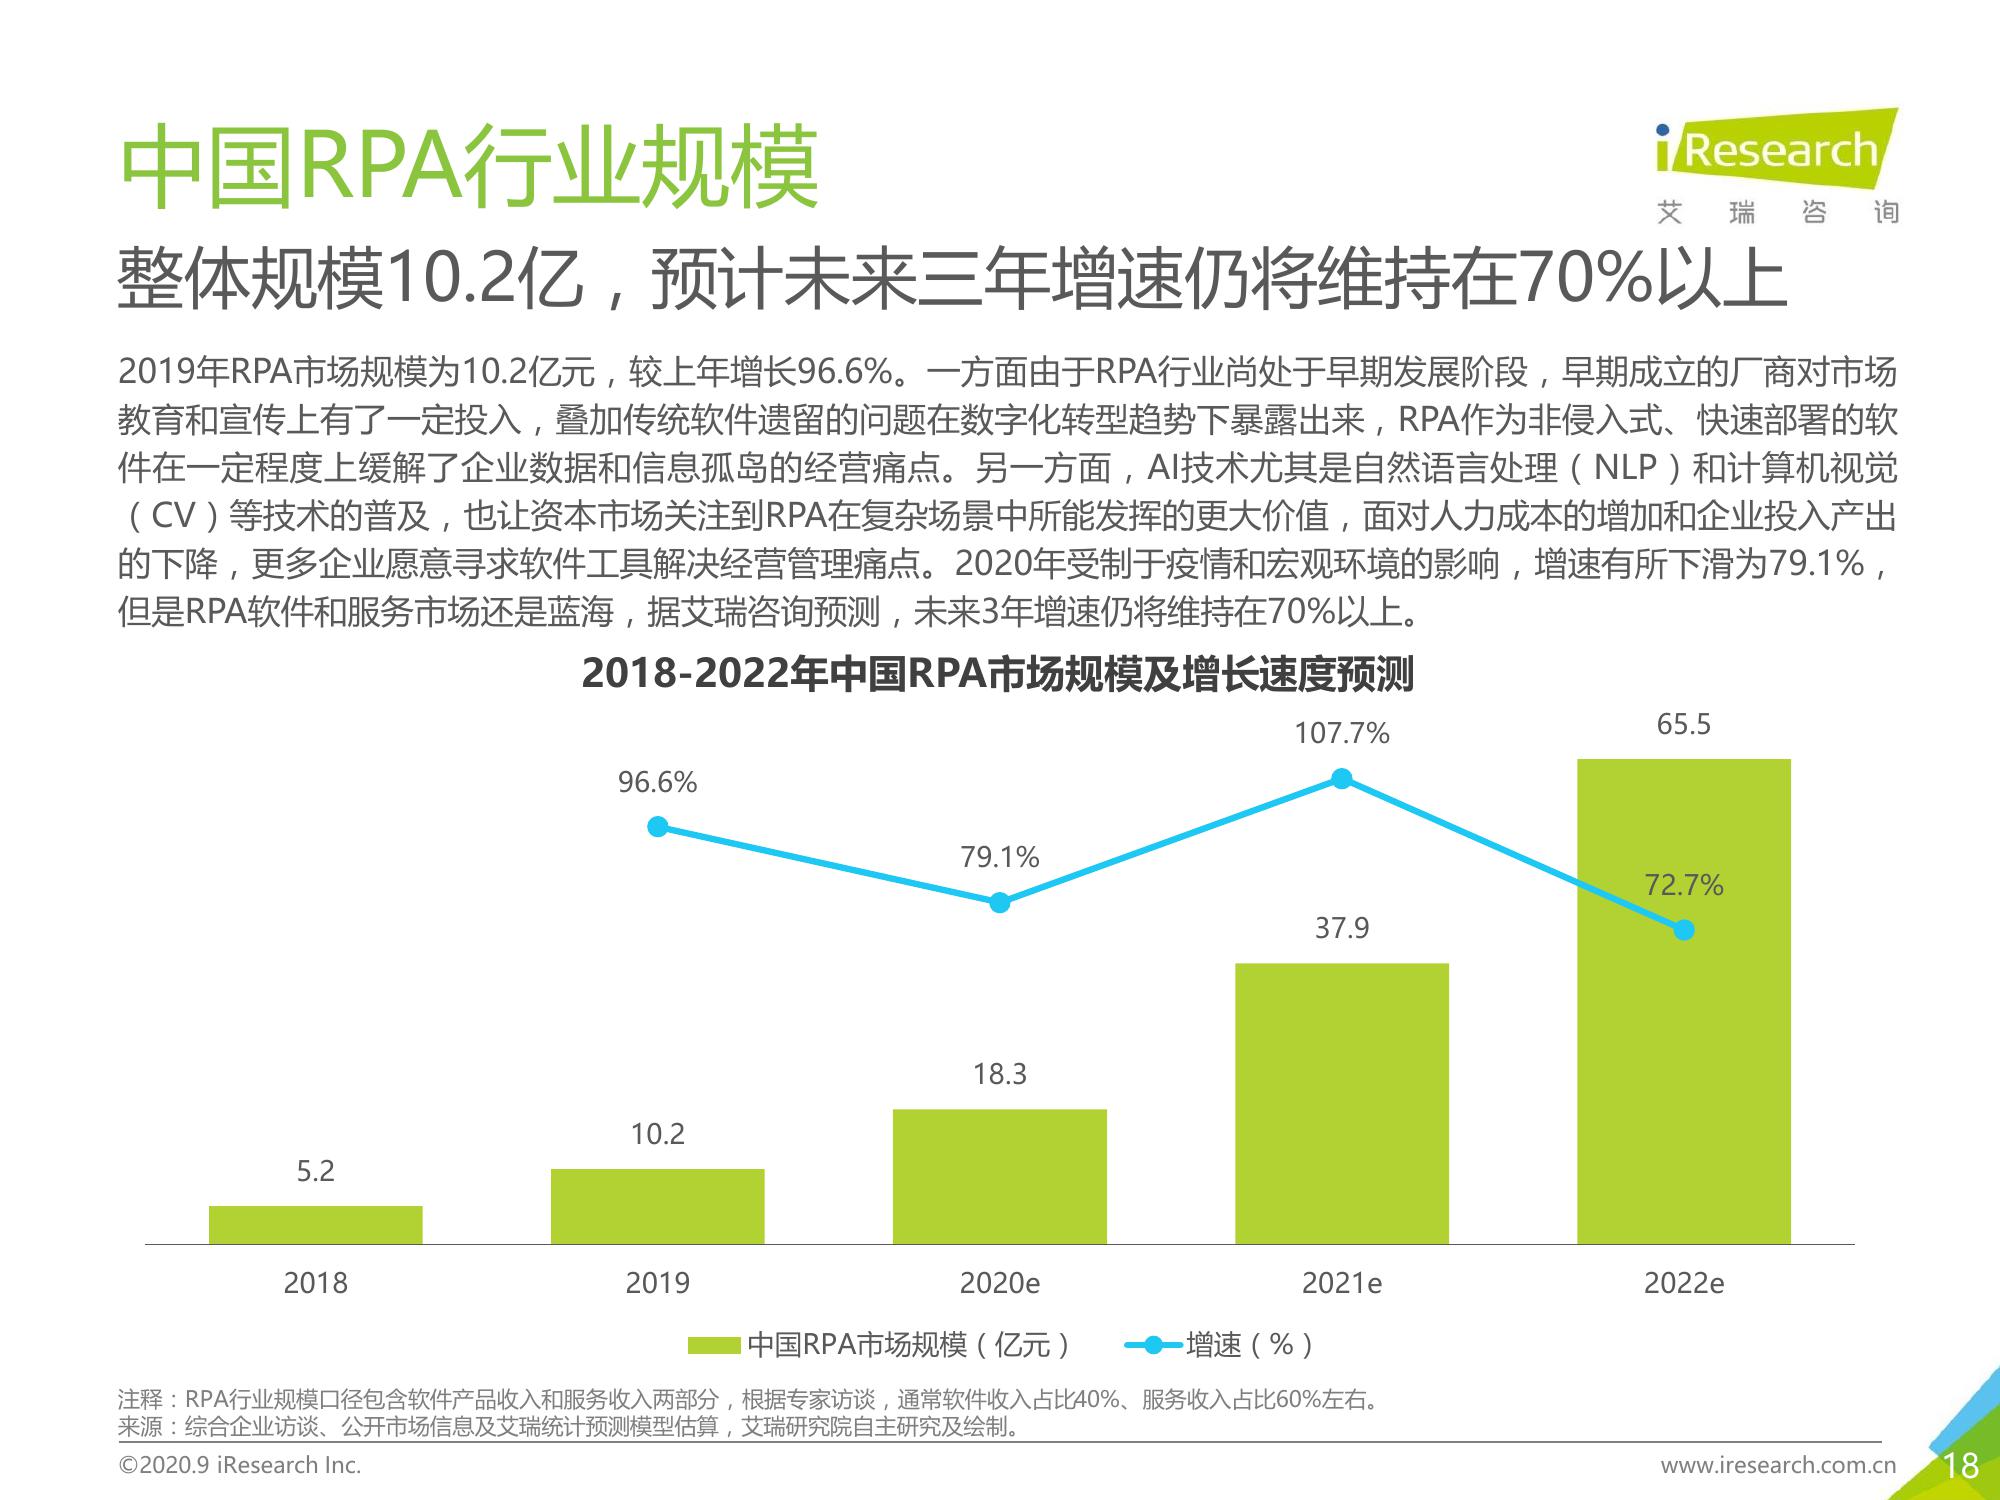 中国RPA行业规模
iResearch
艾瑞咨询
整体规模10.2亿，预计未来三年增速仍将维持在70%以上
2019年RPA市场规模为10.2亿元，较上年增长96.6%。一方面由于RPA行业尚处于早期发展阶段，早期成立的厂商对市场
教育和宣传上有了一定投入，叠加传统软件遗留的问题在数字化转型趋势下暴露出来，RPA作为非侵入式、快速部署的软
件在一定程度上缓解了企业数据和信息孤岛的经营痛点。另一方面，AI技术尤其是自然语言处理（NLP）和计算机视觉
（CV）等技术的普及，也让资本市场关注到RPA在复杂场景中所能发挥的更大价值，面对人力成本的增加和企业投入产出
的下降，更多企业愿意寻求软件工具解决经营管理痛点。2020年受制于疫情和宏观环境的影响，增速有所下滑为79.1%，
但是RPA软件和服务市场还是蓝海，据艾瑞咨询预测，未来3年增速仍将维持在70%以上。
2018-2022年中国RPA市场规模及增长速度预测
96.6%
79.1%
107.7%
72.7%
5.2
10.2
18.3
37.9
65.5
2018
2019
2020e
2021e
2022e
中国RPA市场规模（亿元）
增速（%）
注释：RPA行业规模口径包含软件产品收入和服务收入两部分，根据专家访谈，通常软件收入占比40%、服务收入占比60%左右。
来源：综合企业访谈、公开市场信息及艾瑞统计预测模型估算，艾瑞研究院自主研究及绘制。
©2020.9 iResearch Inc.
www.iresearch.com.cn
18